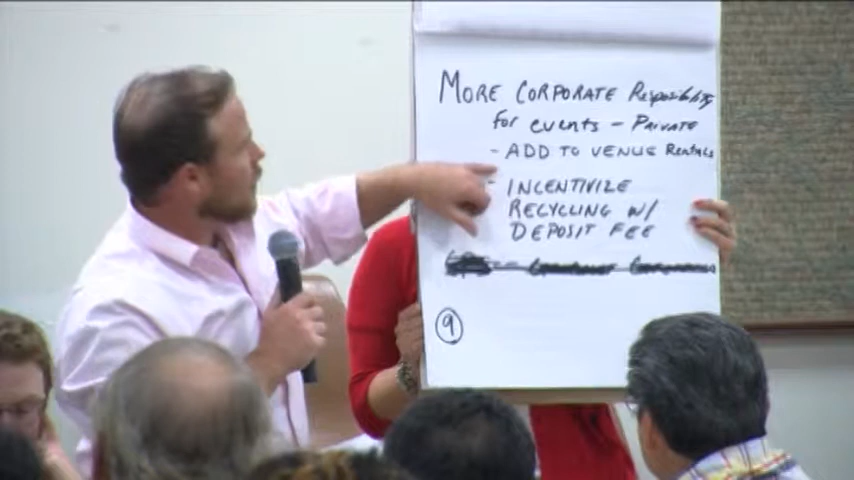 MORE CORPORATE Responsibility
for events - PRIVATE
- ADD TO VENUE Rentals
- INCENTIVIZE
RECYCLING W/
DEPOSIT FEE
9